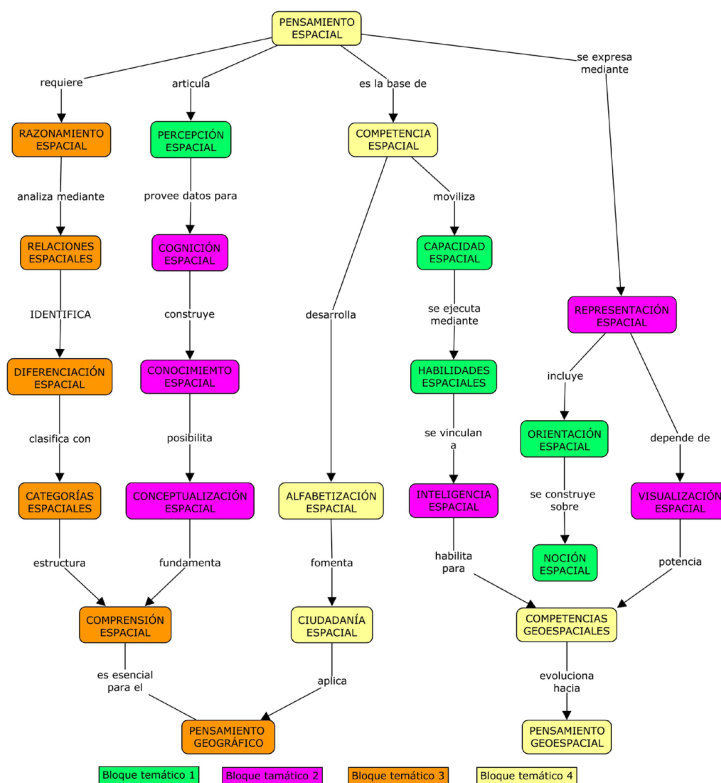 PENSAMIENTO
ESPACIAL
se expresa
mediante
requiere
articula
es la base de
RAZONAMIENTO
ESPACIAL
PERCEPCIÓN
ESPACIAL
COMPETENCIA
ESPACIAL
analiza mediante
provee datos para
moviliza
RELACIONES
ESPACIALES
COGNICIÓN
ESPACIAL
CAPACIDAD
ESPACIAL
IDENTIFICA
construye
desarrolla
se ejecuta
mediante
REPRESENTACIÓN
ESPACIAL
DIFERENCIACIÓN
ESPACIAL
CONOCIMIEMTO
ESPACIAL
HABILIDADES
ESPACIALES
incluye
clasifica con
posibilita
se vinculan
a
ORIENTACIÓN
ESPACIAL
depende de
CATEGORÍAS
ESPACIALES
CONCEPTUALIZACIÓN
ESPACIAL
ALFABETIZACIÓN
ESPACIAL
INTELIGENCIA
ESPACIAL
se construye
sobre
VISUALIZACIÓN
ESPACIAL
estructura
fundamenta
fomenta
habilita
para
NOCIÓN
ESPACIAL
potencia
COMPRENSIÓN
ESPACIAL
CIUDADANÍA
ESPACIAL
COMPETENCIAS
GEOESPACIALES
es esencial
para el
aplica
evoluciona
hacia
PENSAMIENTO
GEOGRÁFICO
PENSAMIENTO
GEOESPACIAL
Bloque temático 1
Bloque tamático 2
Bloque temático 3
Bloque temático 4